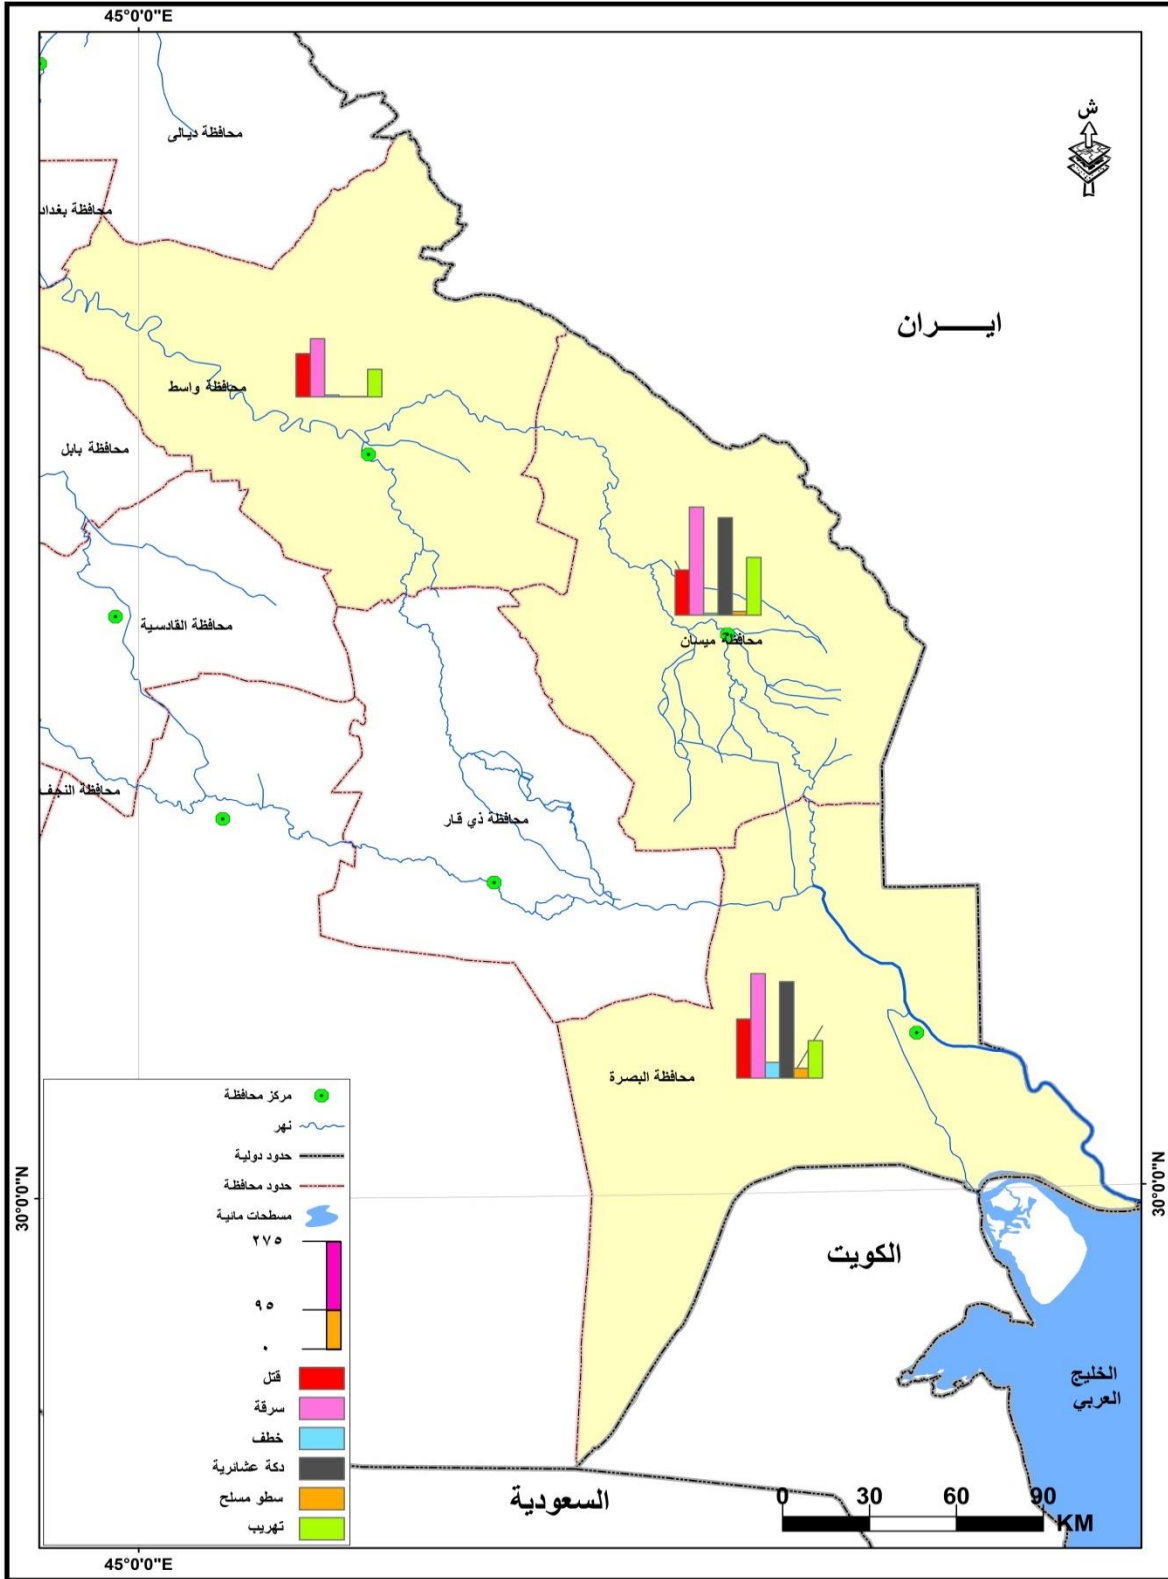 45°0'0"E
ش
محافظة ديالى
محافظة بغداد
ايـــــران
محافظة واسط
محافظة بابل
محافظة القادسية
محافظة ميسان
محافظة النجف
محافظة ذي قار
محافظة البصرة
مركز محافظة
نهر
حدود دولية
حدود محافظة
مسطحات مائية
٢٧٥
٩٥
٠
قتل
سرقة
خطف
دكة عشائرية
سطو مسلح
تهريب
30°0'0"N
30°0'0"N
الكويت
الخليج
العربي
السعودية
0 30 60 90
KM
45°0'0"E